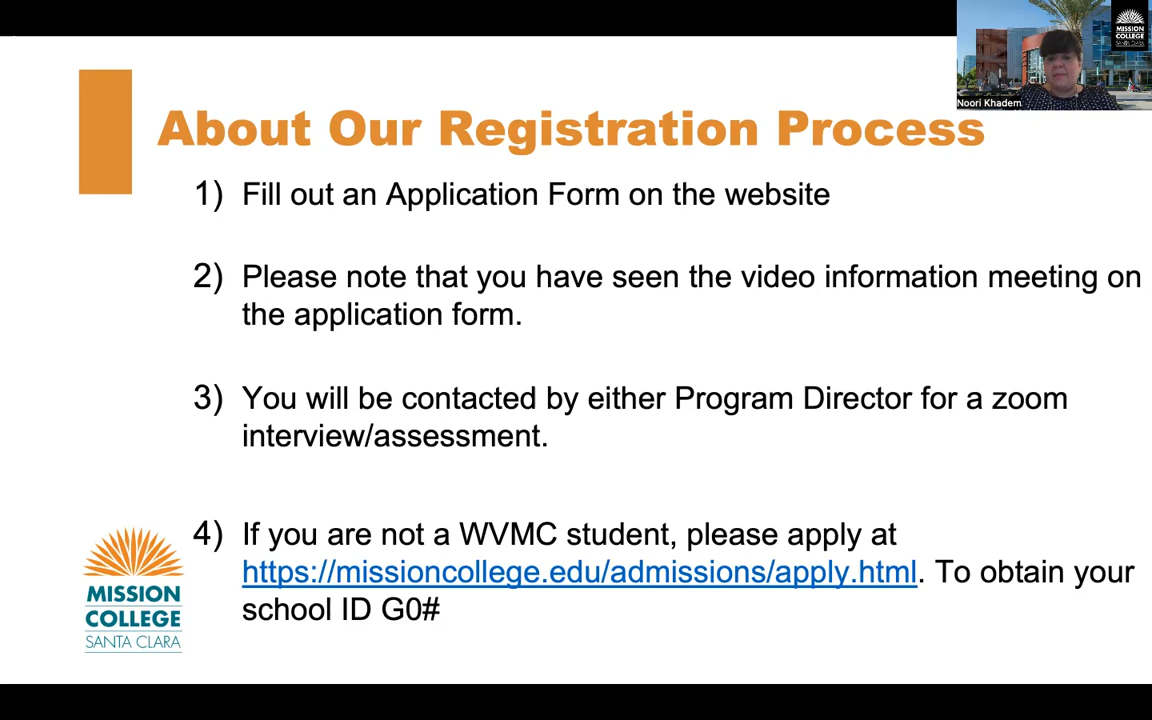 MISSION
COLLEGE
SANTA CLARA
Noori Khadem
About Our Registration Process
1) Fill out an Application Form on the website
2) Please note that you have seen the video information meeting on
the application form.
3) You will be contacted by either Program Director for a zoom
interview/assessment.
4) If you are not a WVMC student, please apply at
https://missioncollege.edu/admissions/apply.html. To obtain your
school ID G0#
MISSION
COLLEGE
SANTA CLARA